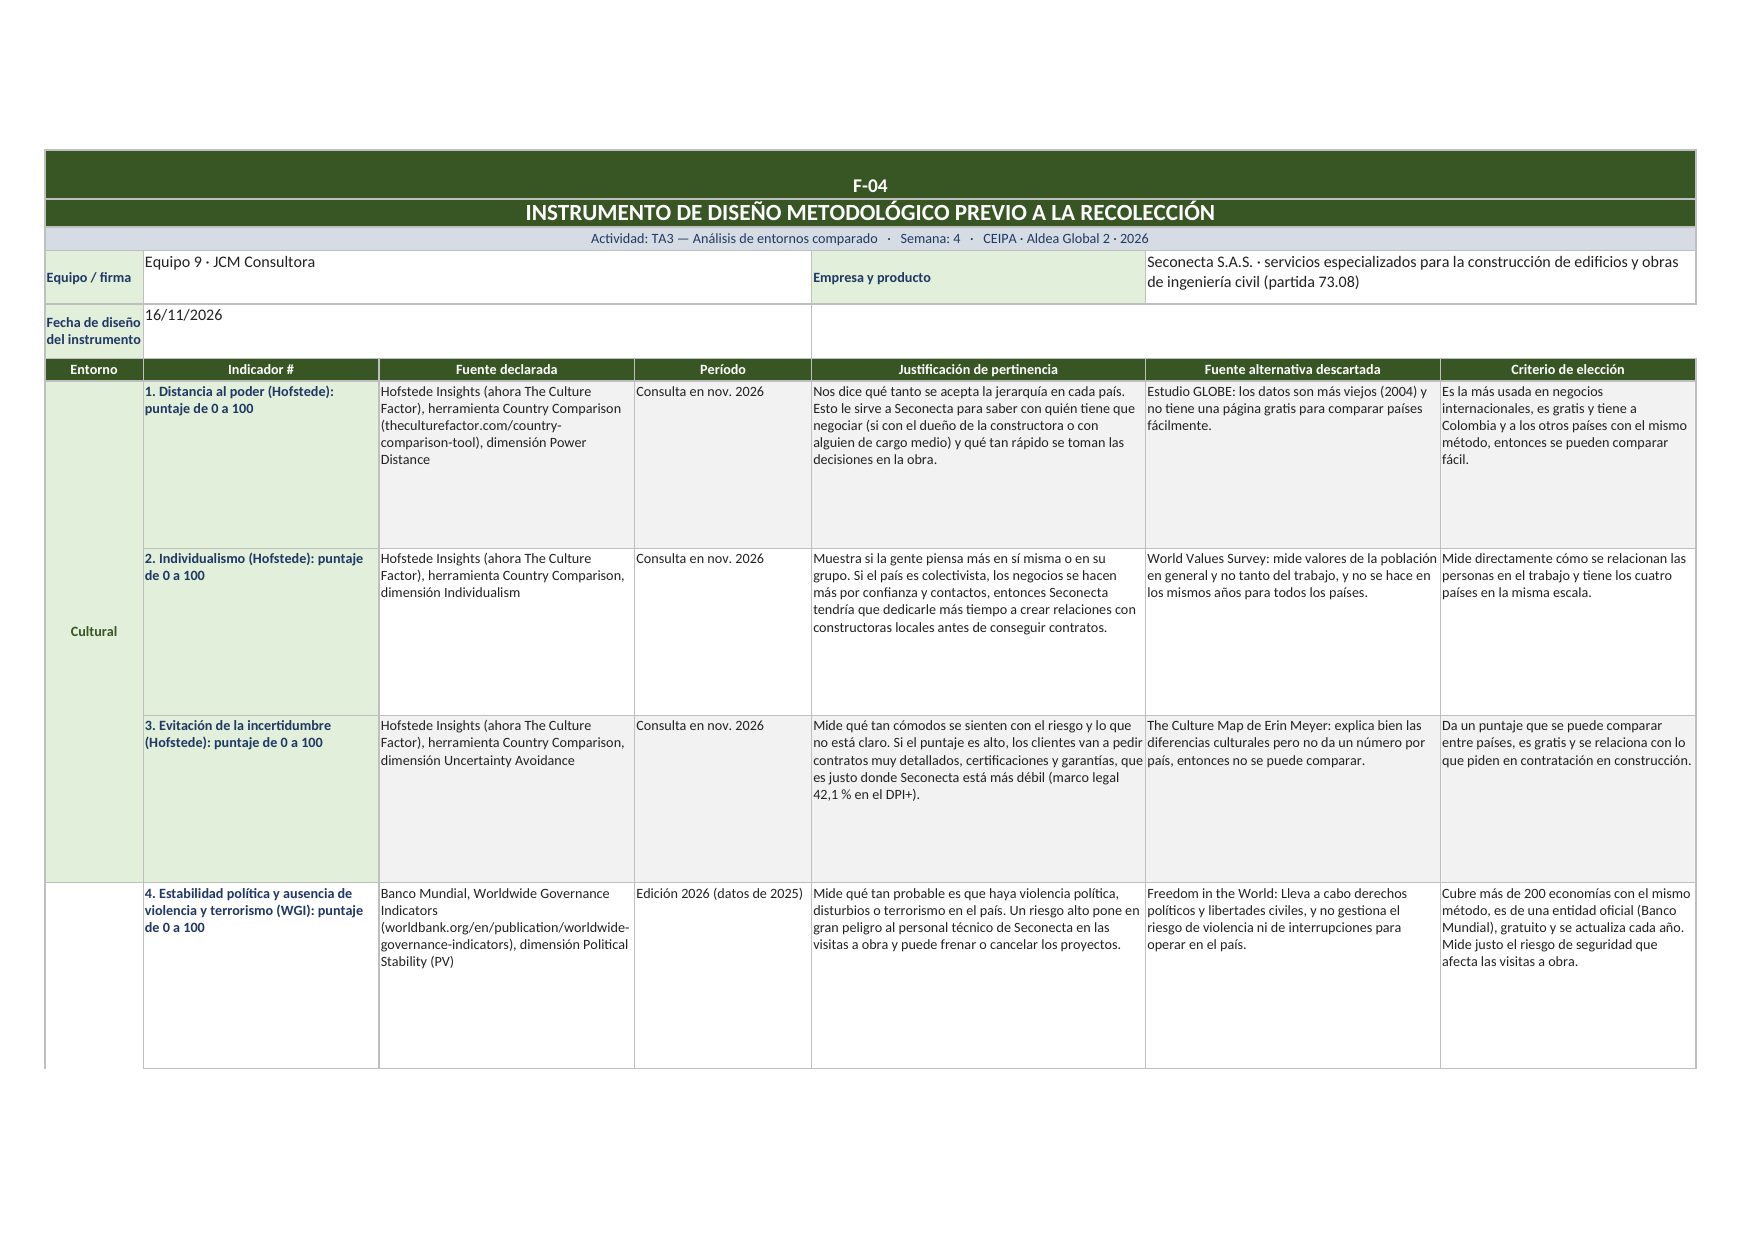 F-04
INSTRUMENTO DE DISEÑO METODOLÓGICO PREVIO A LA RECOLECCIÓN
Actividad: TA3 — Análisis de entornos comparado · Semana: 4 · CEIPA · Aldea Global 2 · 2026
Equipo / firma
Equipo 9 · JCM Consultora
Empresa y producto
Seconecta S.A.S. · servicios especializados para la construcción de edificios y obras
de ingeniería civil (partida 73.08)
Fecha de diseño
del instrumento
16/11/2026
Entorno
Indicador #
Fuente declarada
Período
Justificación de pertinencia
Fuente alternativa descartada
Criterio de elección
Cultural
1. Distancia al poder (Hofstede):
puntaje de 0 a 100
Hofstede Insights (ahora The Culture
Factor), herramienta Country Comparison
(theculturefactor.com/country-
comparison-tool), dimensión Power
Distance
Consulta en nov. 2026
Nos dice qué tanto se acepta la jerarquía en cada país.
Esto le sirve a Seconecta para saber con quién tiene que
negociar (si con el dueño de la constructora o con
alguien de cargo medio) y qué tan rápido se toman las
decisiones en la obra.
Estudio GLOBE: los datos son más viejos (2004) y
no tiene una página gratis para comparar países
fácilmente.
Es la más usada en negocios
internacionales, es gratis y tiene a
Colombia y a los otros países con el mismo
método, entonces se pueden comparar
fácil.
2. Individualismo (Hofstede): puntaje
de 0 a 100
Hofstede Insights (ahora The Culture
Factor), herramienta Country Comparison,
dimensión Individualism
Consulta en nov. 2026
Muestra si la gente piensa más en sí misma o en su
grupo. Si el país es colectivista, los negocios se hacen
más por confianza y contactos, entonces Seconecta
tendría que dedicarle más tiempo a crear relaciones con
constructoras locales antes de conseguir contratos.
World Values Survey: mide valores de la población
en general y no tanto del trabajo, y no se hace en
los mismos años para todos los países.
Mide directamente cómo se relacionan las
personas en el trabajo y tiene los cuatro
países en la misma escala.
3. Evitación de la incertidumbre
(Hofstede): puntaje de 0 a 100
Hofstede Insights (ahora The Culture
Factor), herramienta Country Comparison,
dimensión Uncertainty Avoidance
Consulta en nov. 2026
Mide qué tan cómodos se sienten con el riesgo y lo que
no está claro. Si el puntaje es alto, los clientes van a pedir
contratos muy detallados, certificaciones y garantías, que
es justo donde Seconecta está más débil (marco legal
42,1 % en el DPI+).
The Culture Map de Erin Meyer: explica bien las
diferencias culturales pero no da un número por
país, entonces no se puede comparar.
Da un puntaje que se puede comparar
entre países, es gratis y se relaciona con lo
que piden en contratación en construcción.
4. Estabilidad política y ausencia de
violencia y terrorismo (WGI): puntaje
de 0 a 100
Banco Mundial, Worldwide Governance
Indicators
(worldbank.org/en/publication/worldwide-
governance-indicators), dimensión Political
Stability (PV)
Edición 2026 (datos de 2025)
Mide qué tan probable es que haya violencia política,
disturbios o terrorismo en el país. Un riesgo alto pone en
gran peligro al personal técnico de Seconecta en las
visitas a obra y puede frenar o cancelar los proyectos.
Freedom in the World: Lleva a cabo derechos
políticos y libertades civiles, y no gestiona el
riesgo de violencia ni de interrupciones para
operar en el país.
Cubre más de 200 economías con el mismo
método, es de una entidad oficial (Banco
Mundial), gratuito y se actualiza cada año.
Mide justo el riesgo de seguridad que
afecta las visitas a obra.